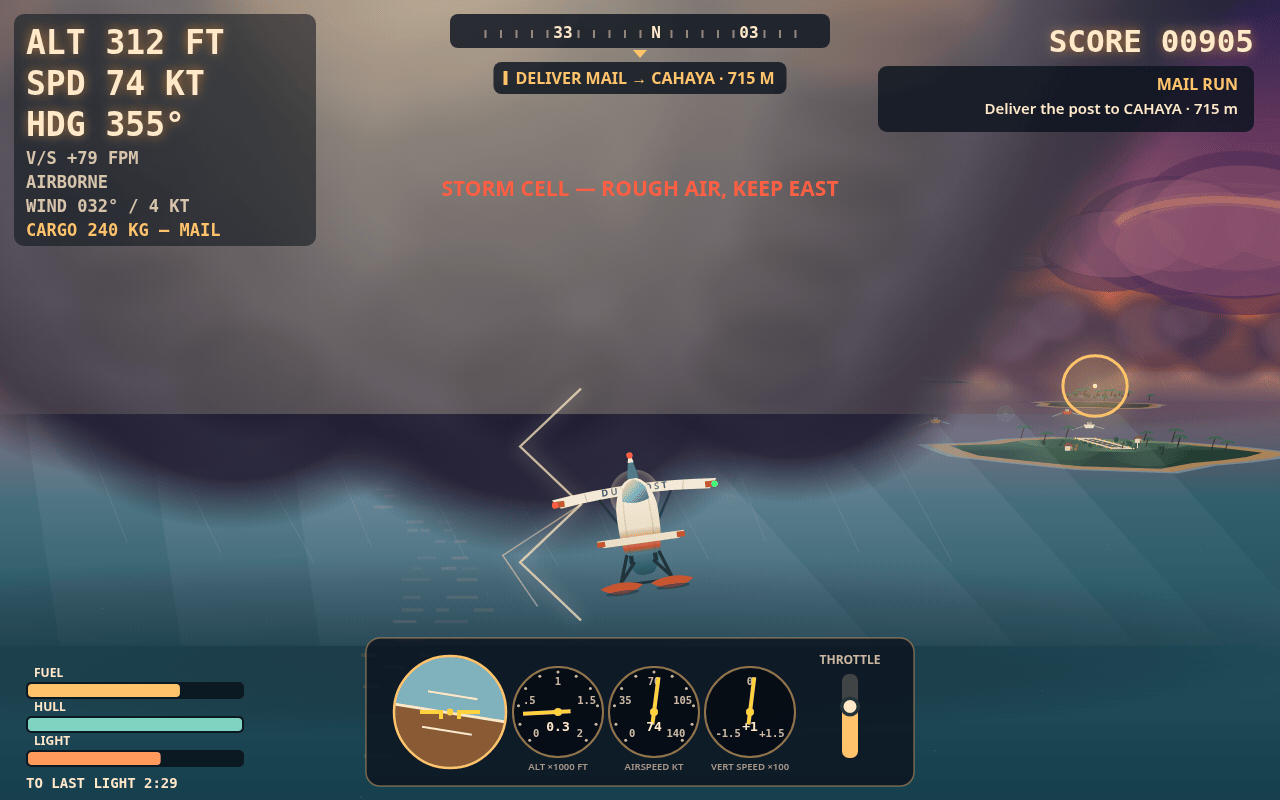 ALT 312 FT
SPD 74 KT
HDG 355°
V/S +79 FPM
AIRBORNE
WIND 032° / 4 KT
CARGO 240 KG — MAIL
33 N 03
DELIVER MAIL → CAHAYA · 715 M
SCORE 00905
MAIL RUN
Deliver the post to CAHAYA · 715 m
STORM CELL — ROUGH AIR, KEEP EAST
FUEL
HULL
LIGHT
TO LAST LIGHT 2:29
0 .5 1 1.5 2
0.3
ALT ×1000 FT
0 35 70 105 140
74
AIRSPEED KT
-1.5 0 +1.5
+1
VERT SPEED ×100
THROTTLE